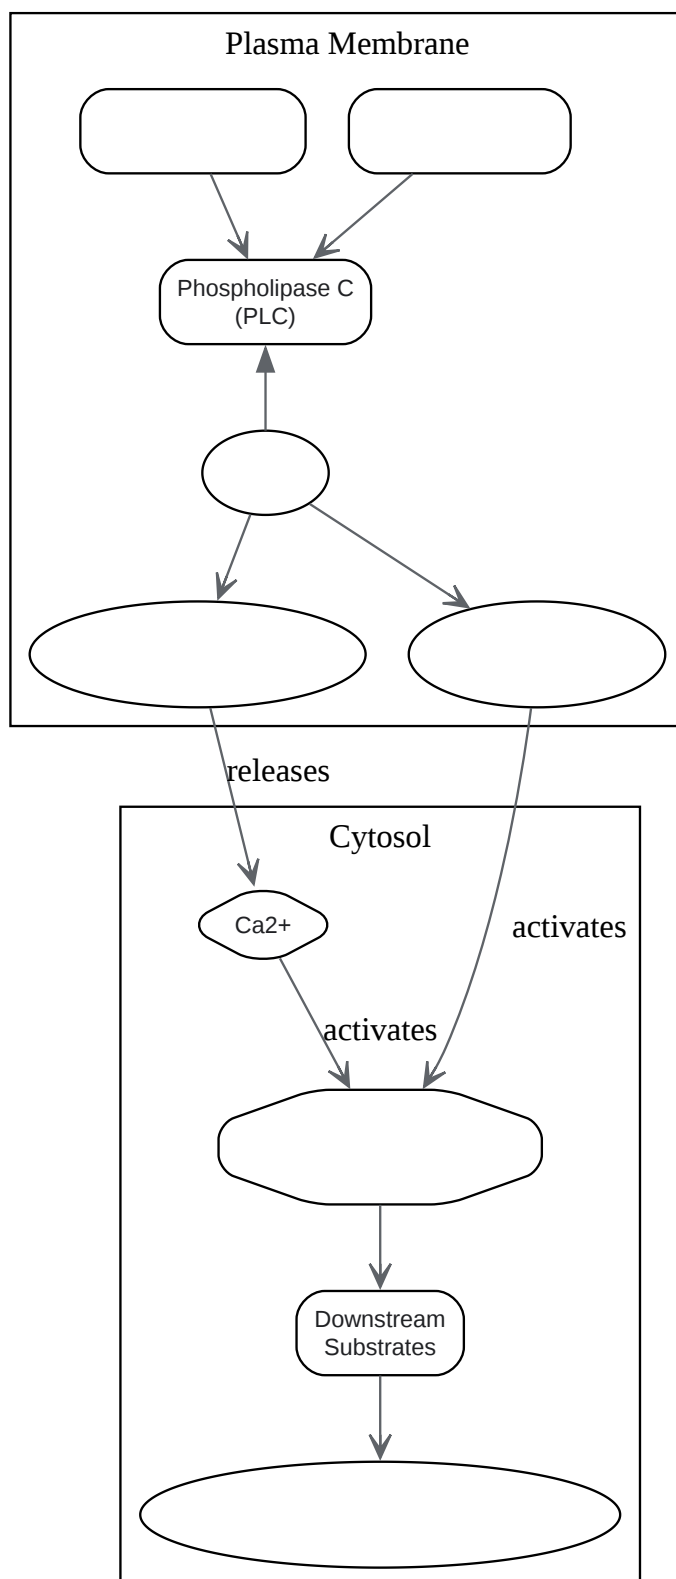 Plasma Membrane
Phospholipase C
(PLC)
releases
Cytosol
Ca2+
activates
activates
Downstream
Substrates